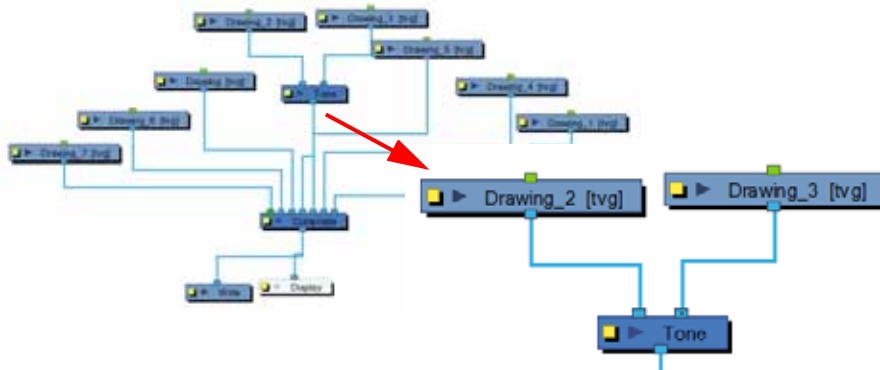 Drawing_2 [tvg]
Drawing_3 [tvg]
Drawing_5 [tvg]
Drawing [tvg]
Tone
Drawing_4 [tvg]
Drawing_6 [tvg]
Drawing_1 [tvg]
Drawing_7 [tvg]
Drawing_2 [tvg]
Drawing_3 [tvg]
Composite
Write
Display
Tone